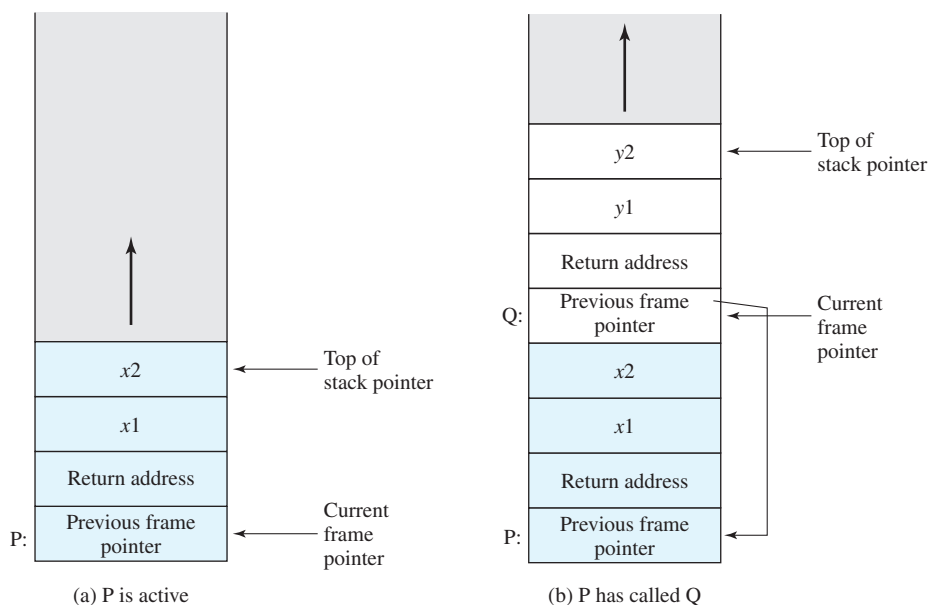 x2
Top of
stack pointer
x1
Return address
P:
Previous frame
pointer
Current
frame
pointer
(a) P is active
y2
Top of
stack pointer
y1
Return address
Q:
Previous frame
pointer
Current
frame
pointer
x2
x1
Return address
P:
Previous frame
pointer
(b) P has called Q